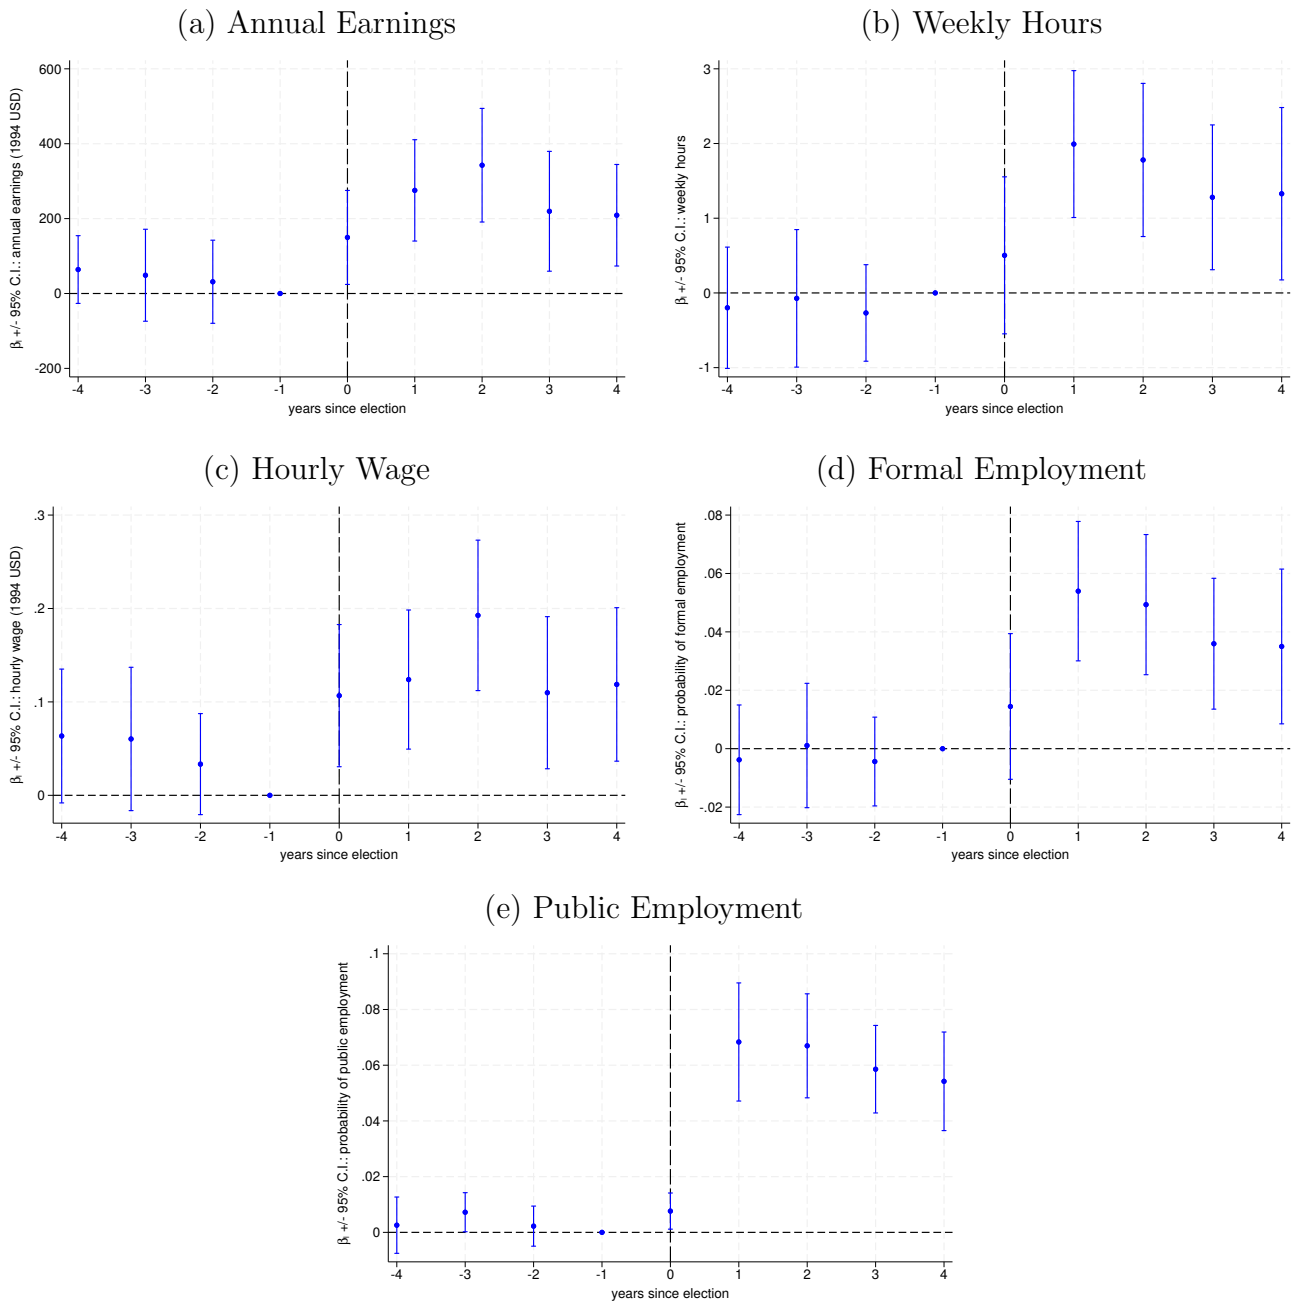 (a) Annual Earnings
β₁ +/- 95% C.I.: annual earnings (1994 USD)
600
400
200
0
-200
-4 -3 -2 -1 0 1 2 3 4
years since election
(b) Weekly Hours
β₁ +/- 95% C.I.: weekly hours
3
2
1
0
-1
-4 -3 -2 -1 0 1 2 3 4
years since election
(c) Hourly Wage
β₁ +/- 95% C.I.: hourly wage (1994 USD)
.3
.2
.1
0
-4 -3 -2 -1 0 1 2 3 4
years since election
(d) Formal Employment
β₁ +/- 95% C.I.: probability of formal employment
.08
.06
.04
.02
0
-.02
-4 -3 -2 -1 0 1 2 3 4
years since election
(e) Public Employment
β₁ +/- 95% C.I.: probability of public employment
.1
.08
.06
.04
.02
0
-4 -3 -2 -1 0 1 2 3 4
years since election